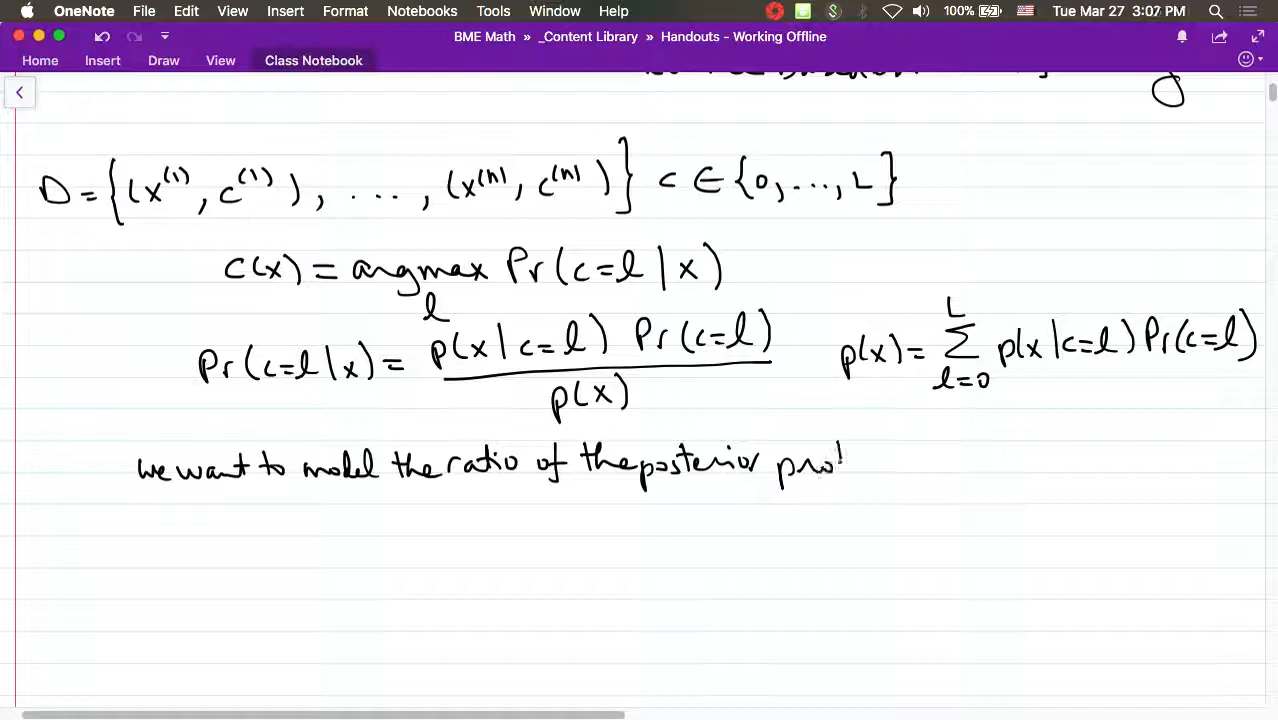 OneNote File Edit View Insert Format Notebooks Tools Window Help 100% Tue Mar 27 3:07 PM
BME Math » _Content Library » Handouts - Working Offline
Home Insert Draw View Class Notebook
D = {(x^(1), c^(1)), ..., (x^(n), c^(n))} c ∈ {0, ..., L}
c(x) = argmax_l Pr(c=l | x)
Pr(c=l | x) = p(x | c=l) Pr(c=l) / p(x) p(x) = ∑_{l=0}^{L} p(x | c=l) Pr(c=l)
we want to model the ratio of the posterior